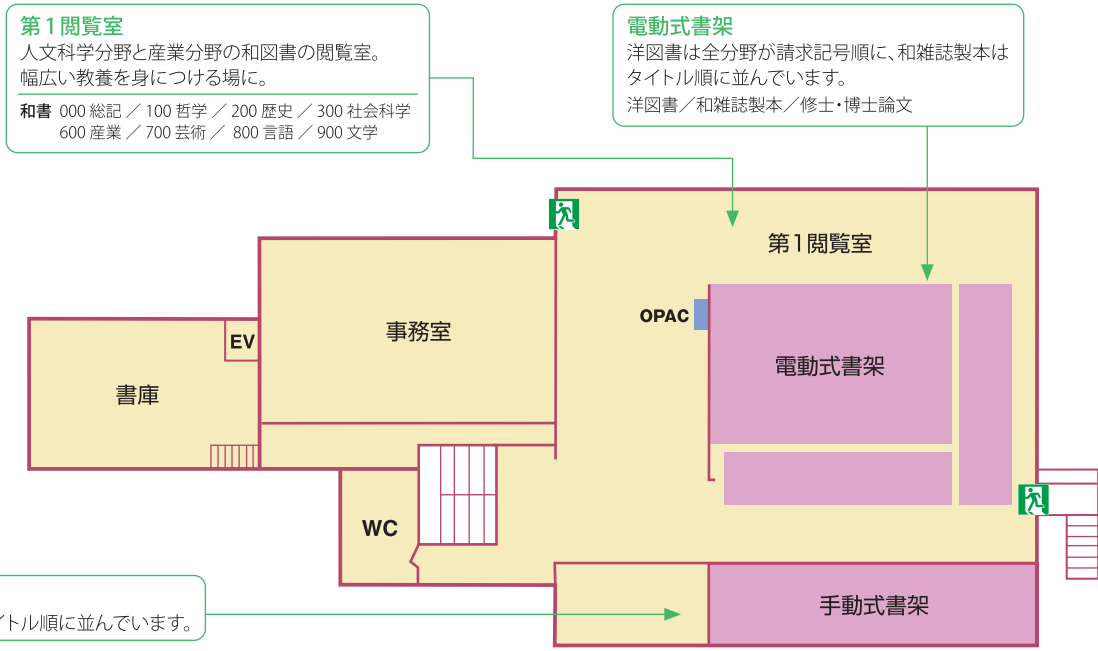 第1閲覧室
人文科学分野と産業分野の和図書の閲覧室。
幅広い教養を身につける場に。
和書 000 総記 ／ 100 哲学 ／ 200 歴史 ／ 300 社会科学
600 産業 ／ 700 芸術 ／ 800 言語 ／ 900 文学
電動式書架
洋図書は全分野が請求記号順に、和雑誌製本は
タイトル順に並んでいます。
洋図書／和雑誌製本／修士・博士論文
第1閲覧室
OPAC
EV
事務室
電動式書架
書庫
WC
手動式書架
イトル順に並んでいます。